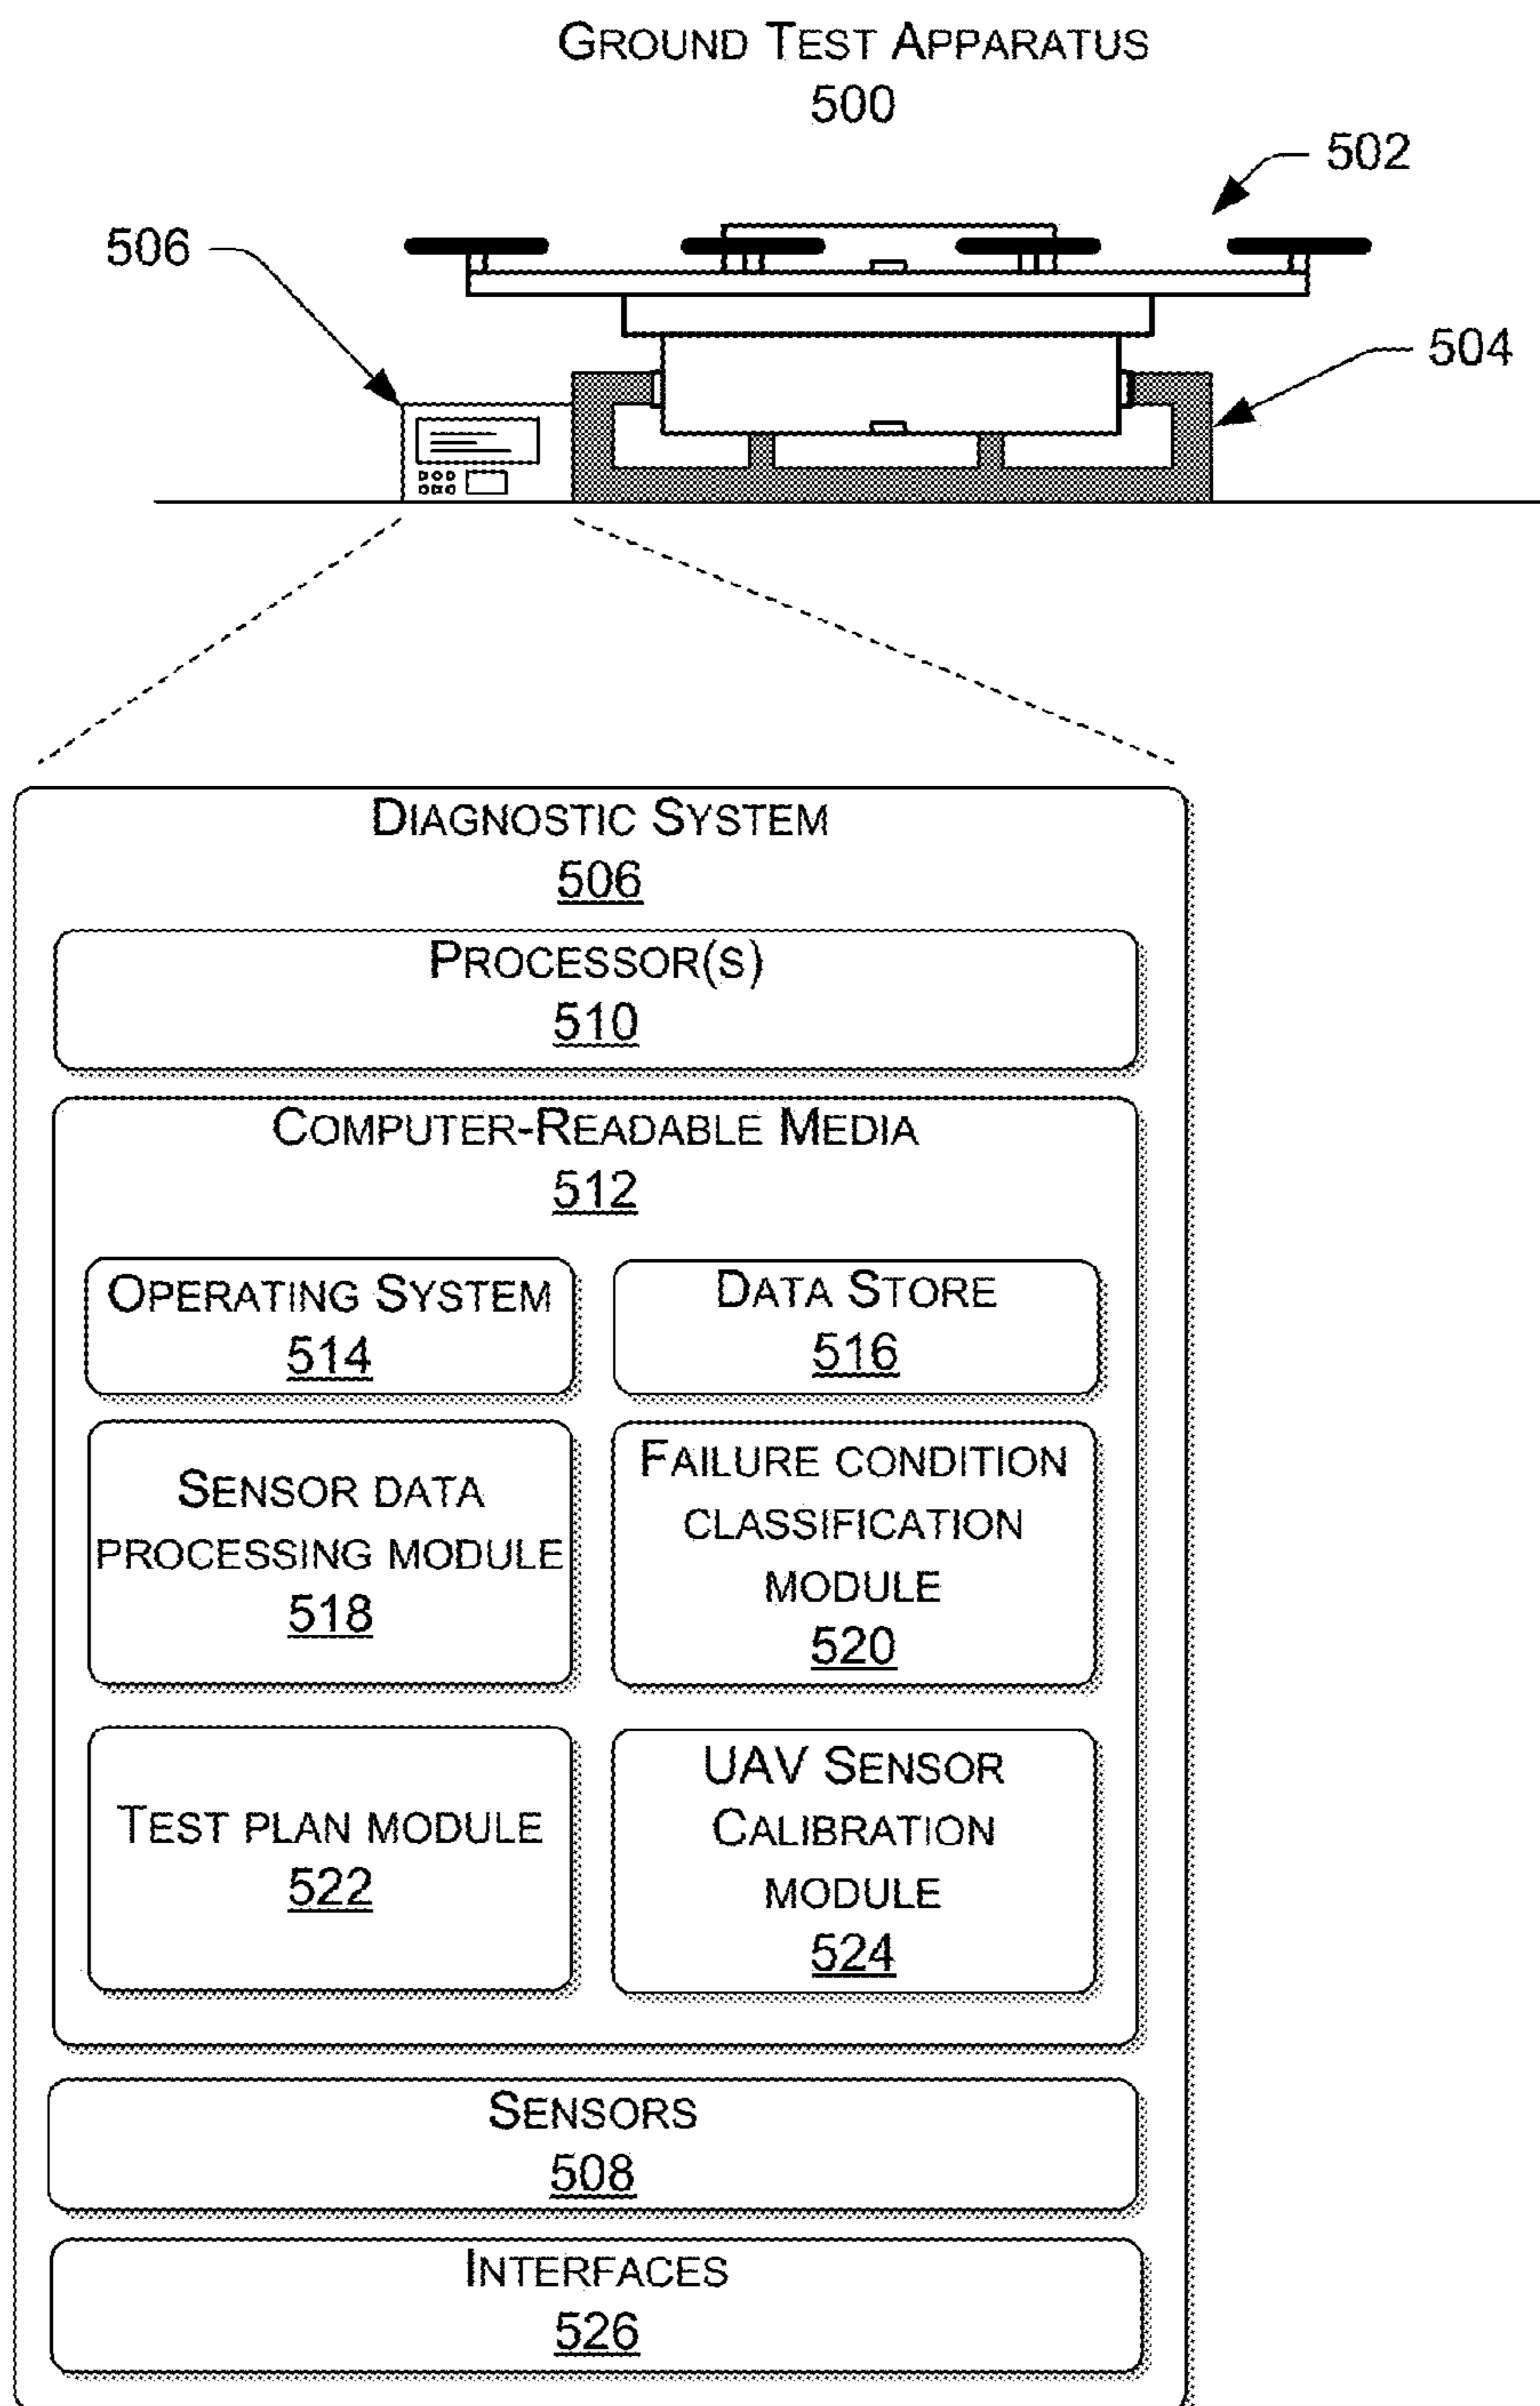 GROUND TEST APPARATUS
500
502
506
504
DIAGNOSTIC SYSTEM
506
PROCESSOR(S)
510
COMPUTER-READABLE MEDIA
512
OPERATING SYSTEM
514
DATA STORE
516
SENSOR DATA
PROCESSING MODULE
518
FAILURE CONDITION
CLASSIFICATION
MODULE
520
TEST PLAN MODULE
522
UAV SENSOR
CALIBRATION
MODULE
524
SENSORS
508
INTERFACES
526